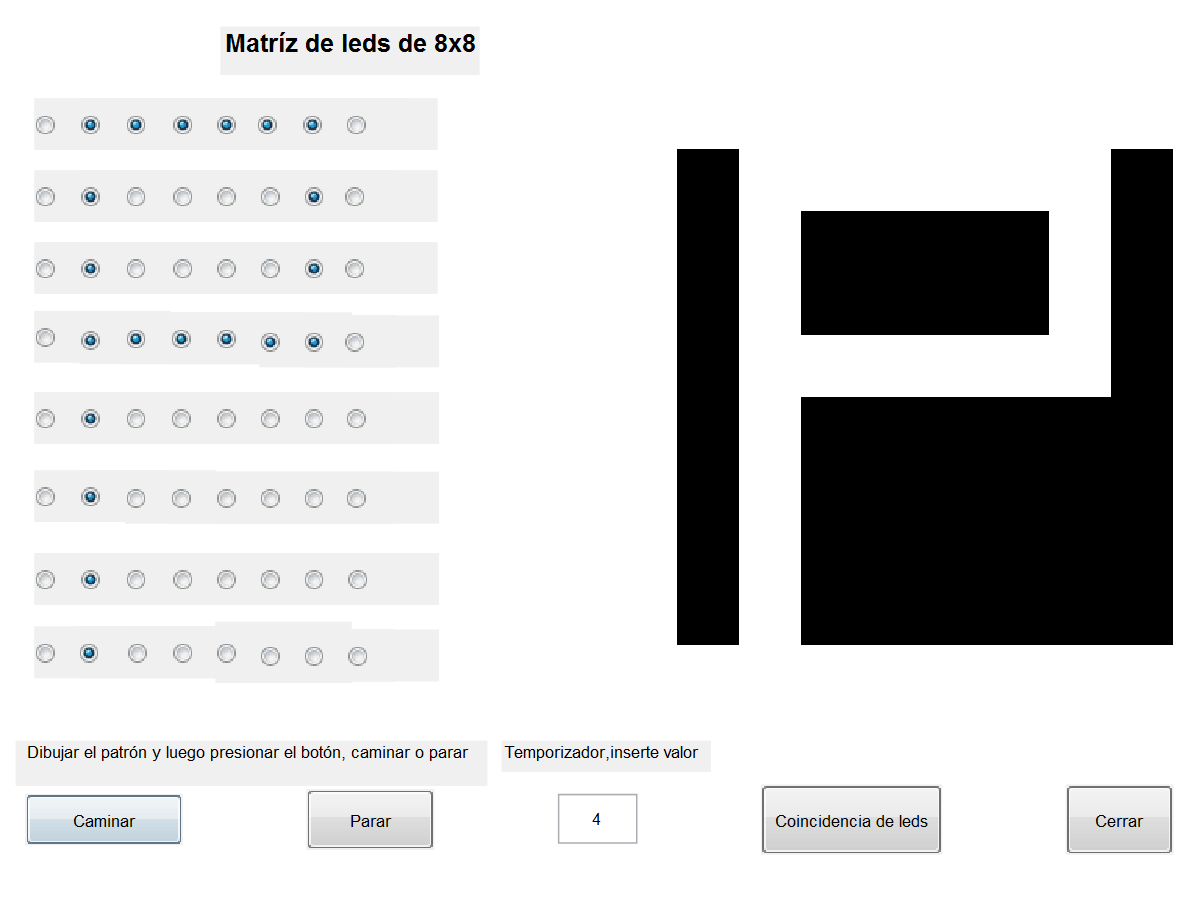 Matríz de leds de 8x8
Dibujar el patrón y luego presionar el botón, caminar o parar
Temporizador,inserte valor
Caminar
Parar
4
Coincidencia de leds
Cerrar